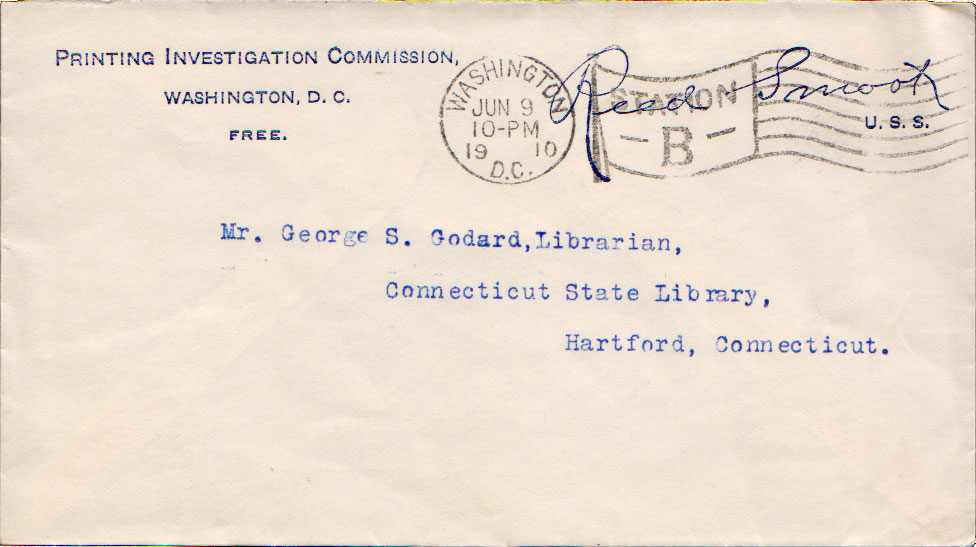 PRINTING INVESTIGATION COMMISSION,
WASHINGTON, D. C.
FREE.
WASHINGTON
JUN 9
10-PM
19 10
D.C.
STATION
- B -
Reed Smoot
U. S. S.
Mr. George S. Godard,Librarian,
Connecticut State Library,
Hartford, Connecticut.